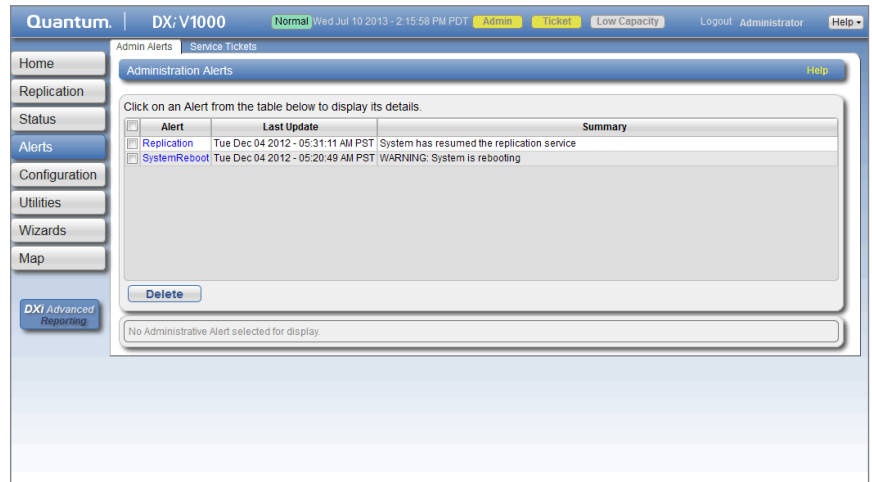 Quantum. DXi V1000 Normal Wed Jul 10 2013 - 2:15:58 PM PDT Admin Ticket Low Capacity Logout Administrator Help
Admin Alerts Service Tickets
Home
Replication
Status
Alerts
Configuration
Utilities
Wizards
Map
DXi Advanced
Reporting
Administration Alerts Help
Click on an Alert from the table below to display its details.
Alert Last Update Summary
Replication Tue Dec 04 2012 - 05:31:11 AM PST System has resumed the replication service
SystemReboot Tue Dec 04 2012 - 05:20:49 AM PST WARNING: System is rebooting
Delete
No Administrative Alert selected for display.